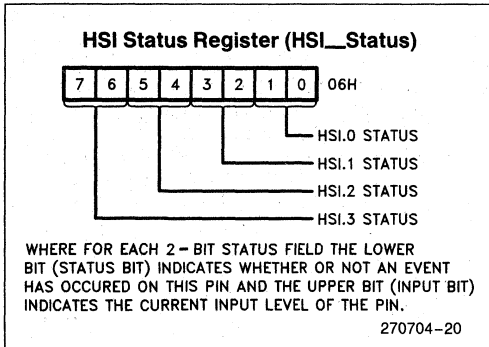 HSI Status Register (HSI__Status)
7 6 5 4 3 2 1 0 06H
HSI.0 STATUS
HSI.1 STATUS
HSI.2 STATUS
HSI.3 STATUS
WHERE FOR EACH 2-BIT STATUS FIELD THE LOWER
BIT (STATUS BIT) INDICATES WHETHER OR NOT AN EVENT
HAS OCCURED ON THIS PIN AND THE UPPER BIT (INPUT BIT)
INDICATES THE CURRENT INPUT LEVEL OF THE PIN.
270704-20